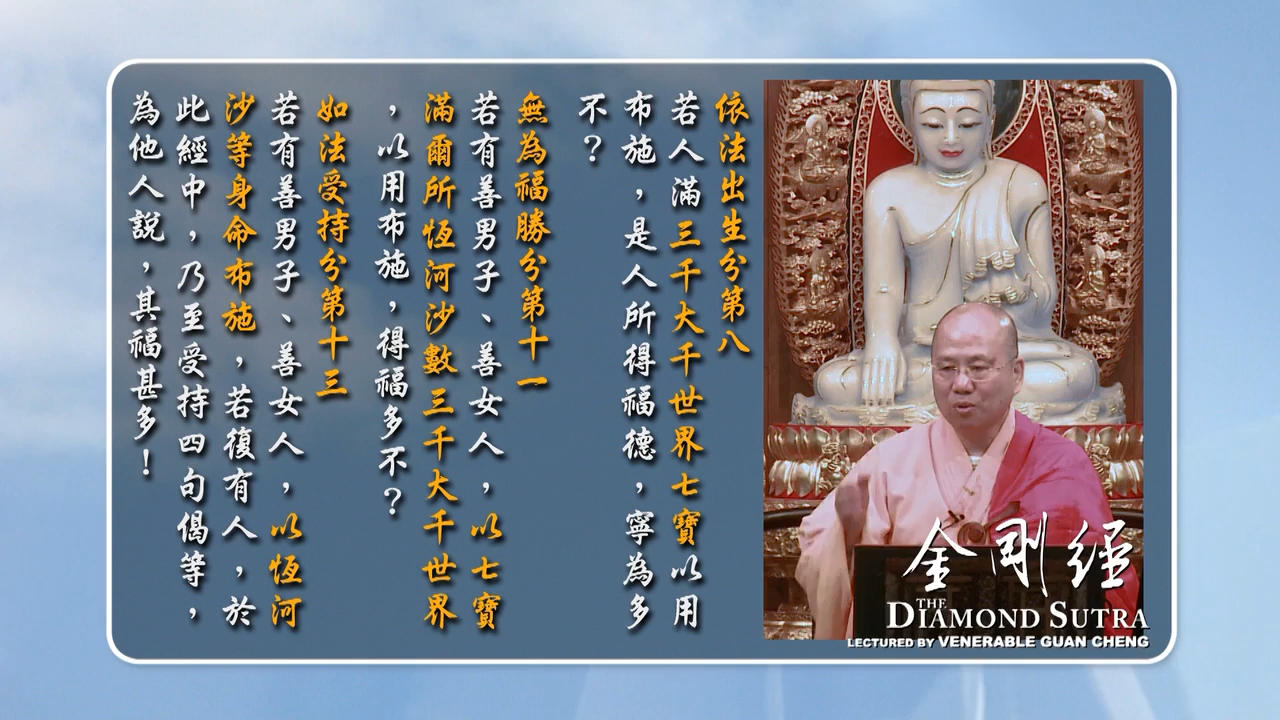 依法出生分第八
若人滿三千大千世界七寶以用
布施，是人所得福德，寧為多
不？
無為福勝分第十一
若有善男子、善女人，以七寶
滿爾所恆河沙數三千大千世界
，以用布施，得福多不？
如法受持分第十三
若有善男子、善女人，以恆河
沙等身命布施，若復有人，於
此經中，乃至受持四句偈等，
為他人說，其福甚多！
金剛經
THE
DIAMOND SUTRA
LECTURED BY VENERABLE GUAN CHENG